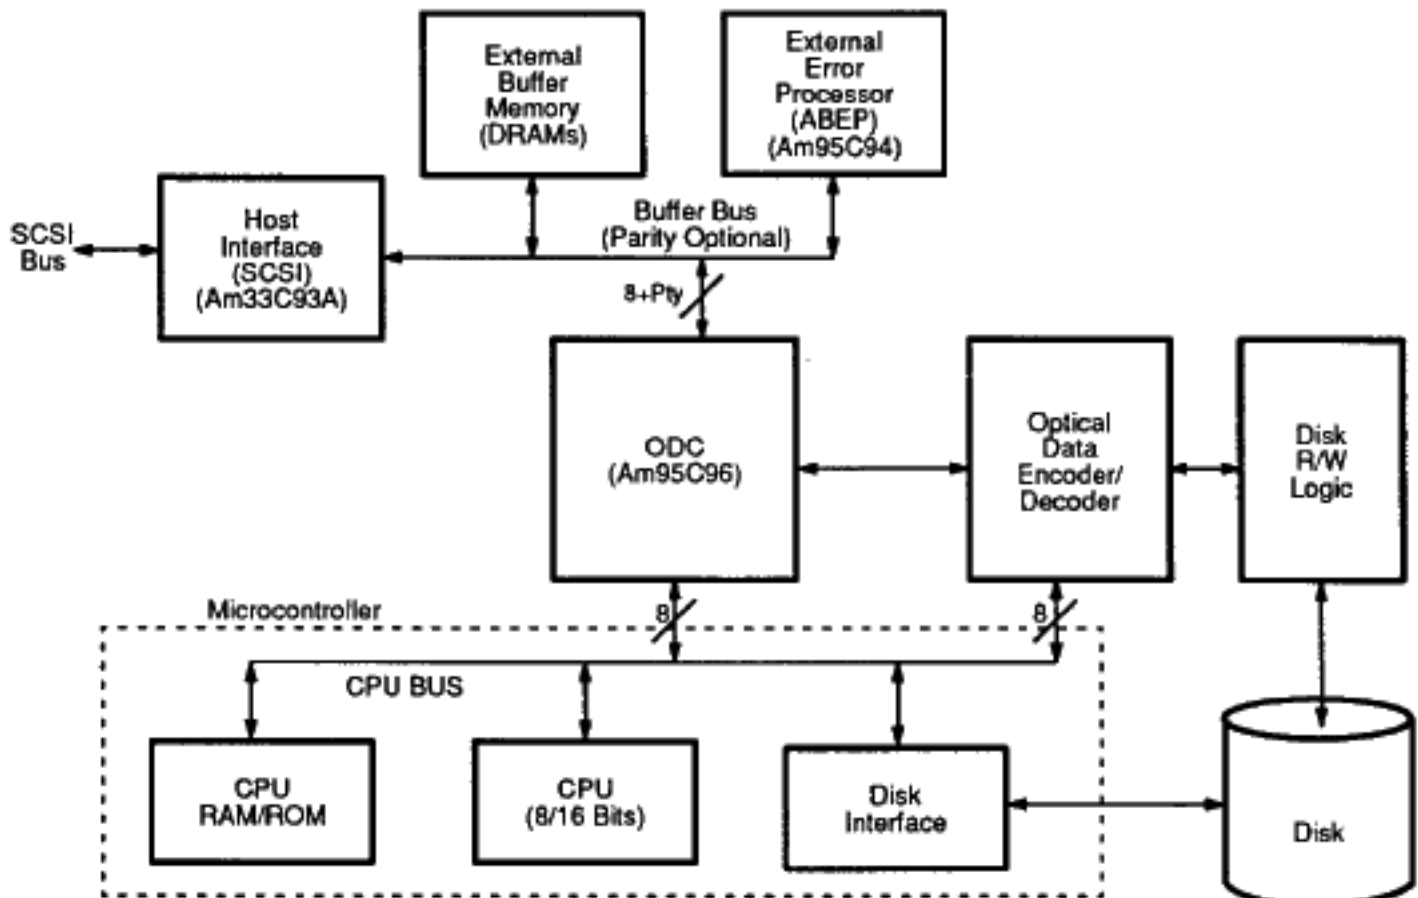 External
Buffer
Memory
(DRAMs)
External
Error
Processor
(ABEP)
(Am95C94)
SCSI
Bus
Host
Interface
(SCSI)
(Am33C93A)
Buffer Bus
(Parity Optional)
8+Pty
ODC
(Am95C96)
Optical
Data
Encoder/
Decoder
Disk
R/W
Logic
Microcontroller
8
8
CPU BUS
CPU
RAM/ROM
CPU
(8/16 Bits)
Disk
Interface
Disk